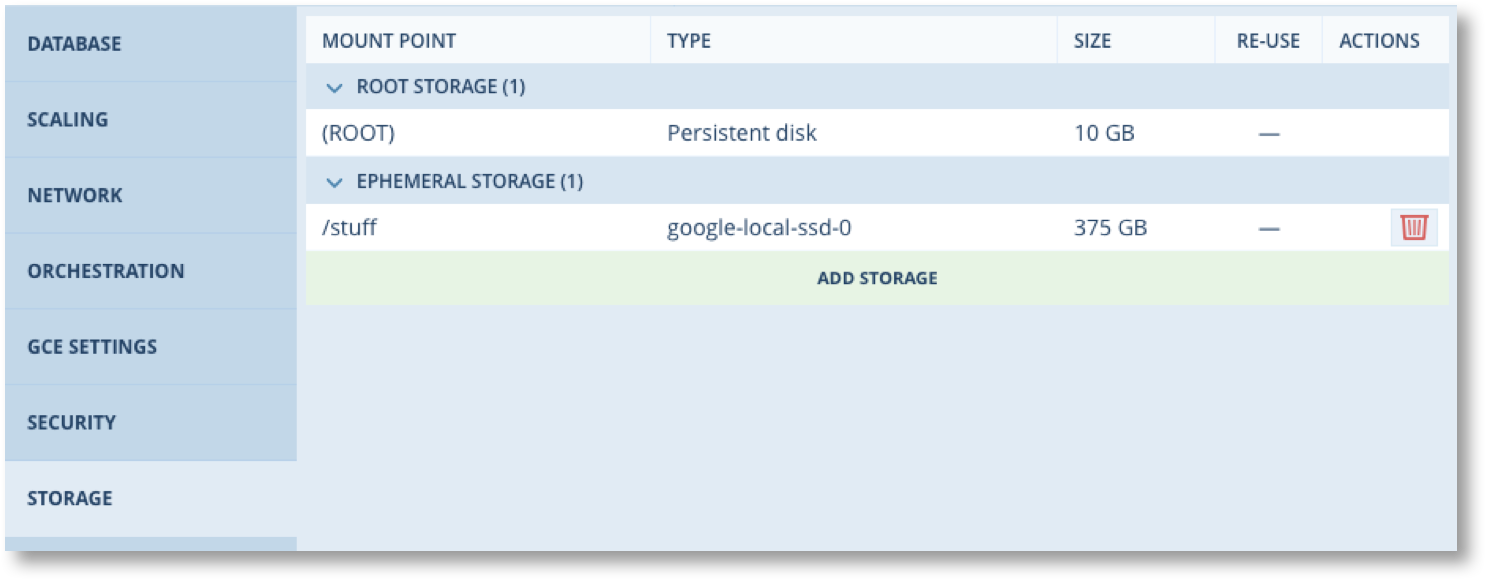 DATABASE
SCALING
NETWORK
ORCHESTRATION
GCE SETTINGS
SECURITY
STORAGE
MOUNT POINT TYPE SIZE RE-USE ACTIONS
ROOT STORAGE (1)
(ROOT) Persistent disk 10 GB —
EPHEMERAL STORAGE (1)
/stuff google-local-ssd-0 375 GB —
ADD STORAGE